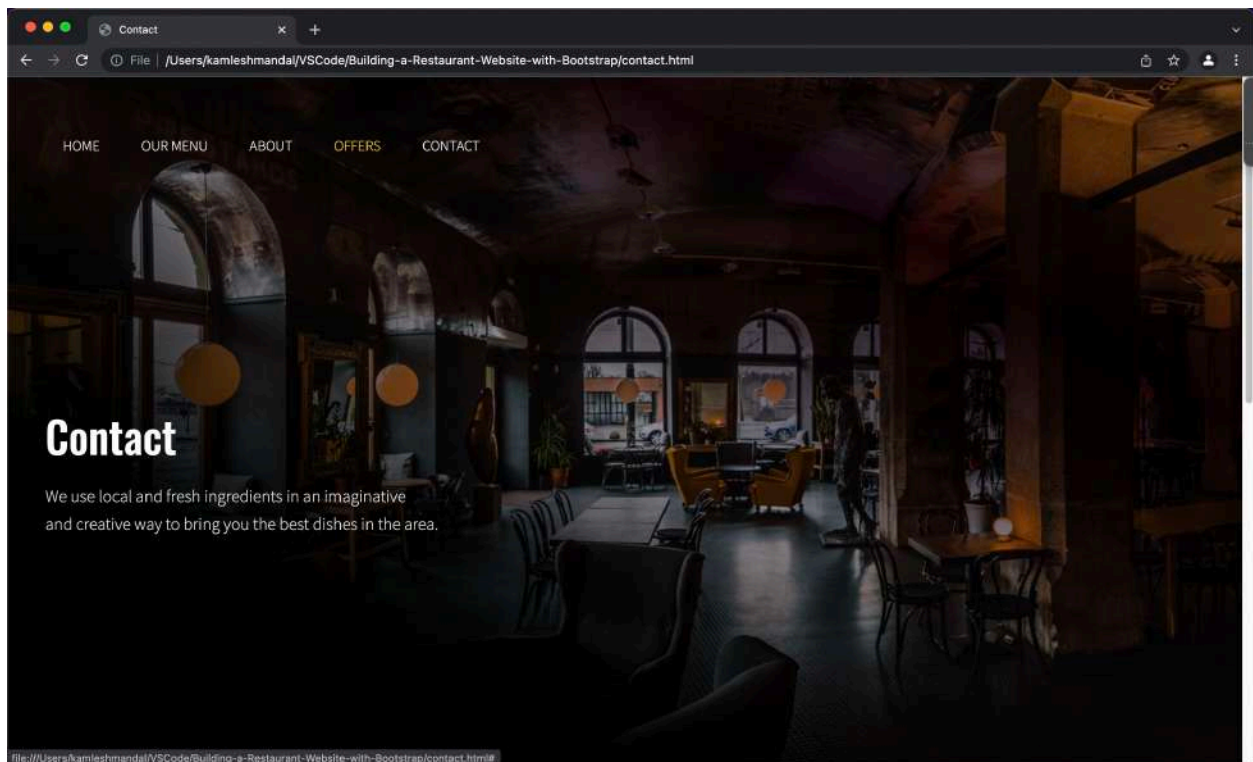 Contact
File | /Users/kamleshmandal/VSCode/Building-a-Restaurant-Website-with-Bootstrap/contact.html
HOME OUR MENU ABOUT OFFERS CONTACT
Contact
We use local and fresh ingredients in an imaginative
and creative way to bring you the best dishes in the area.
file:///Users/kamleshmandal/VSCode/Building-a-Restaurant-Website-with-Bootstrap/contact.html#